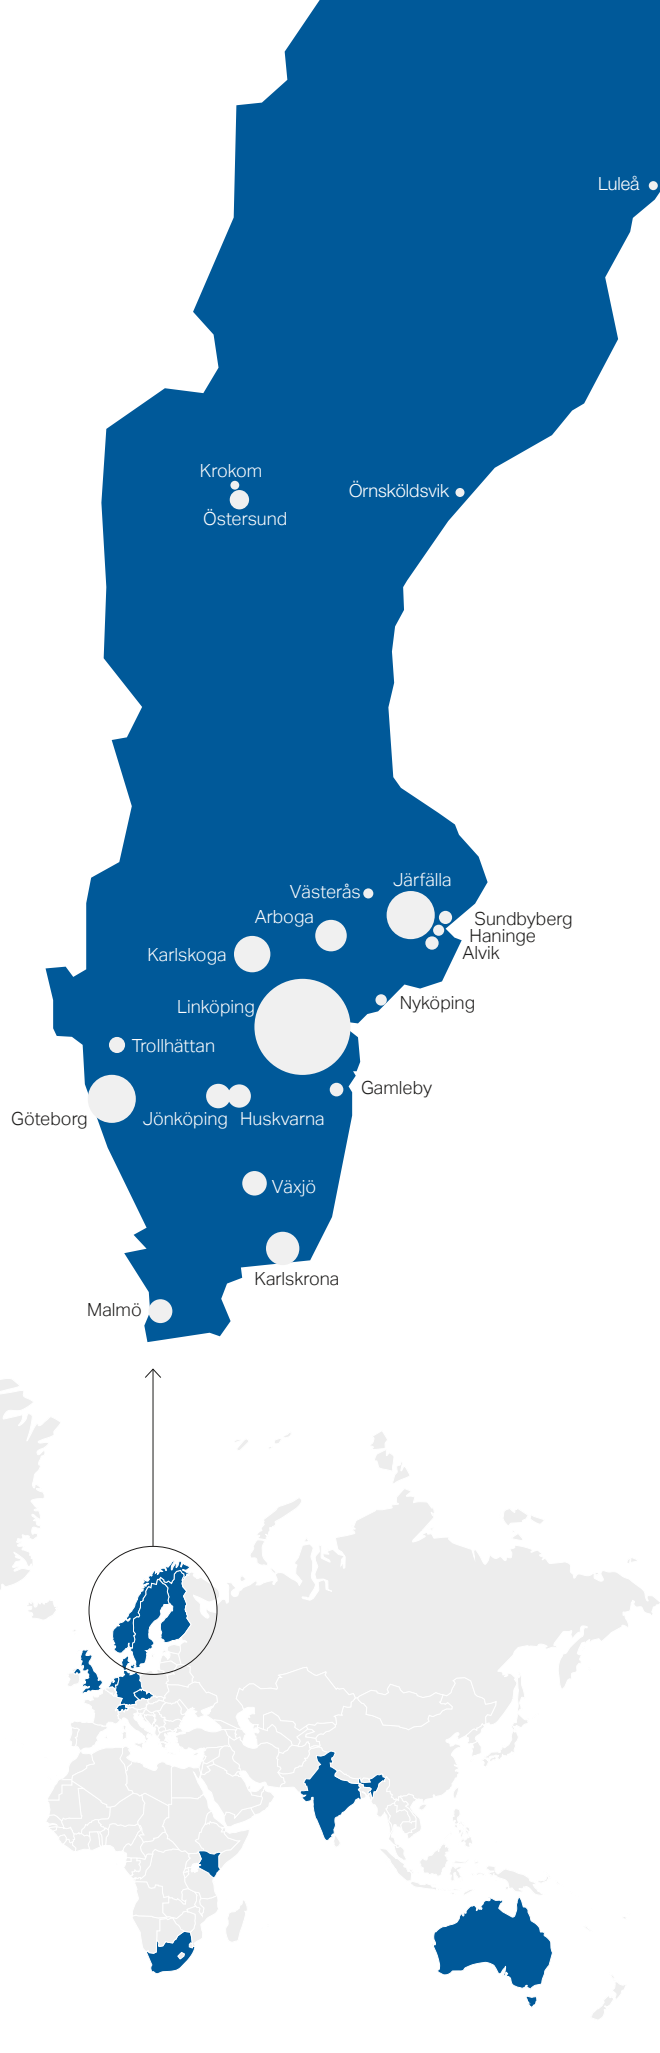 Luleå
Krokom
Örnsköldsvik
Östersund
Järfälla
Västerås
Arboga
Sundbyberg
Haninge
Alvik
Karlskoga
Linköping
Nyköping
Trollhättan
Gamleby
Göteborg
Jönköping
Huskvarna
Växjö
Karlskrona
Malmö